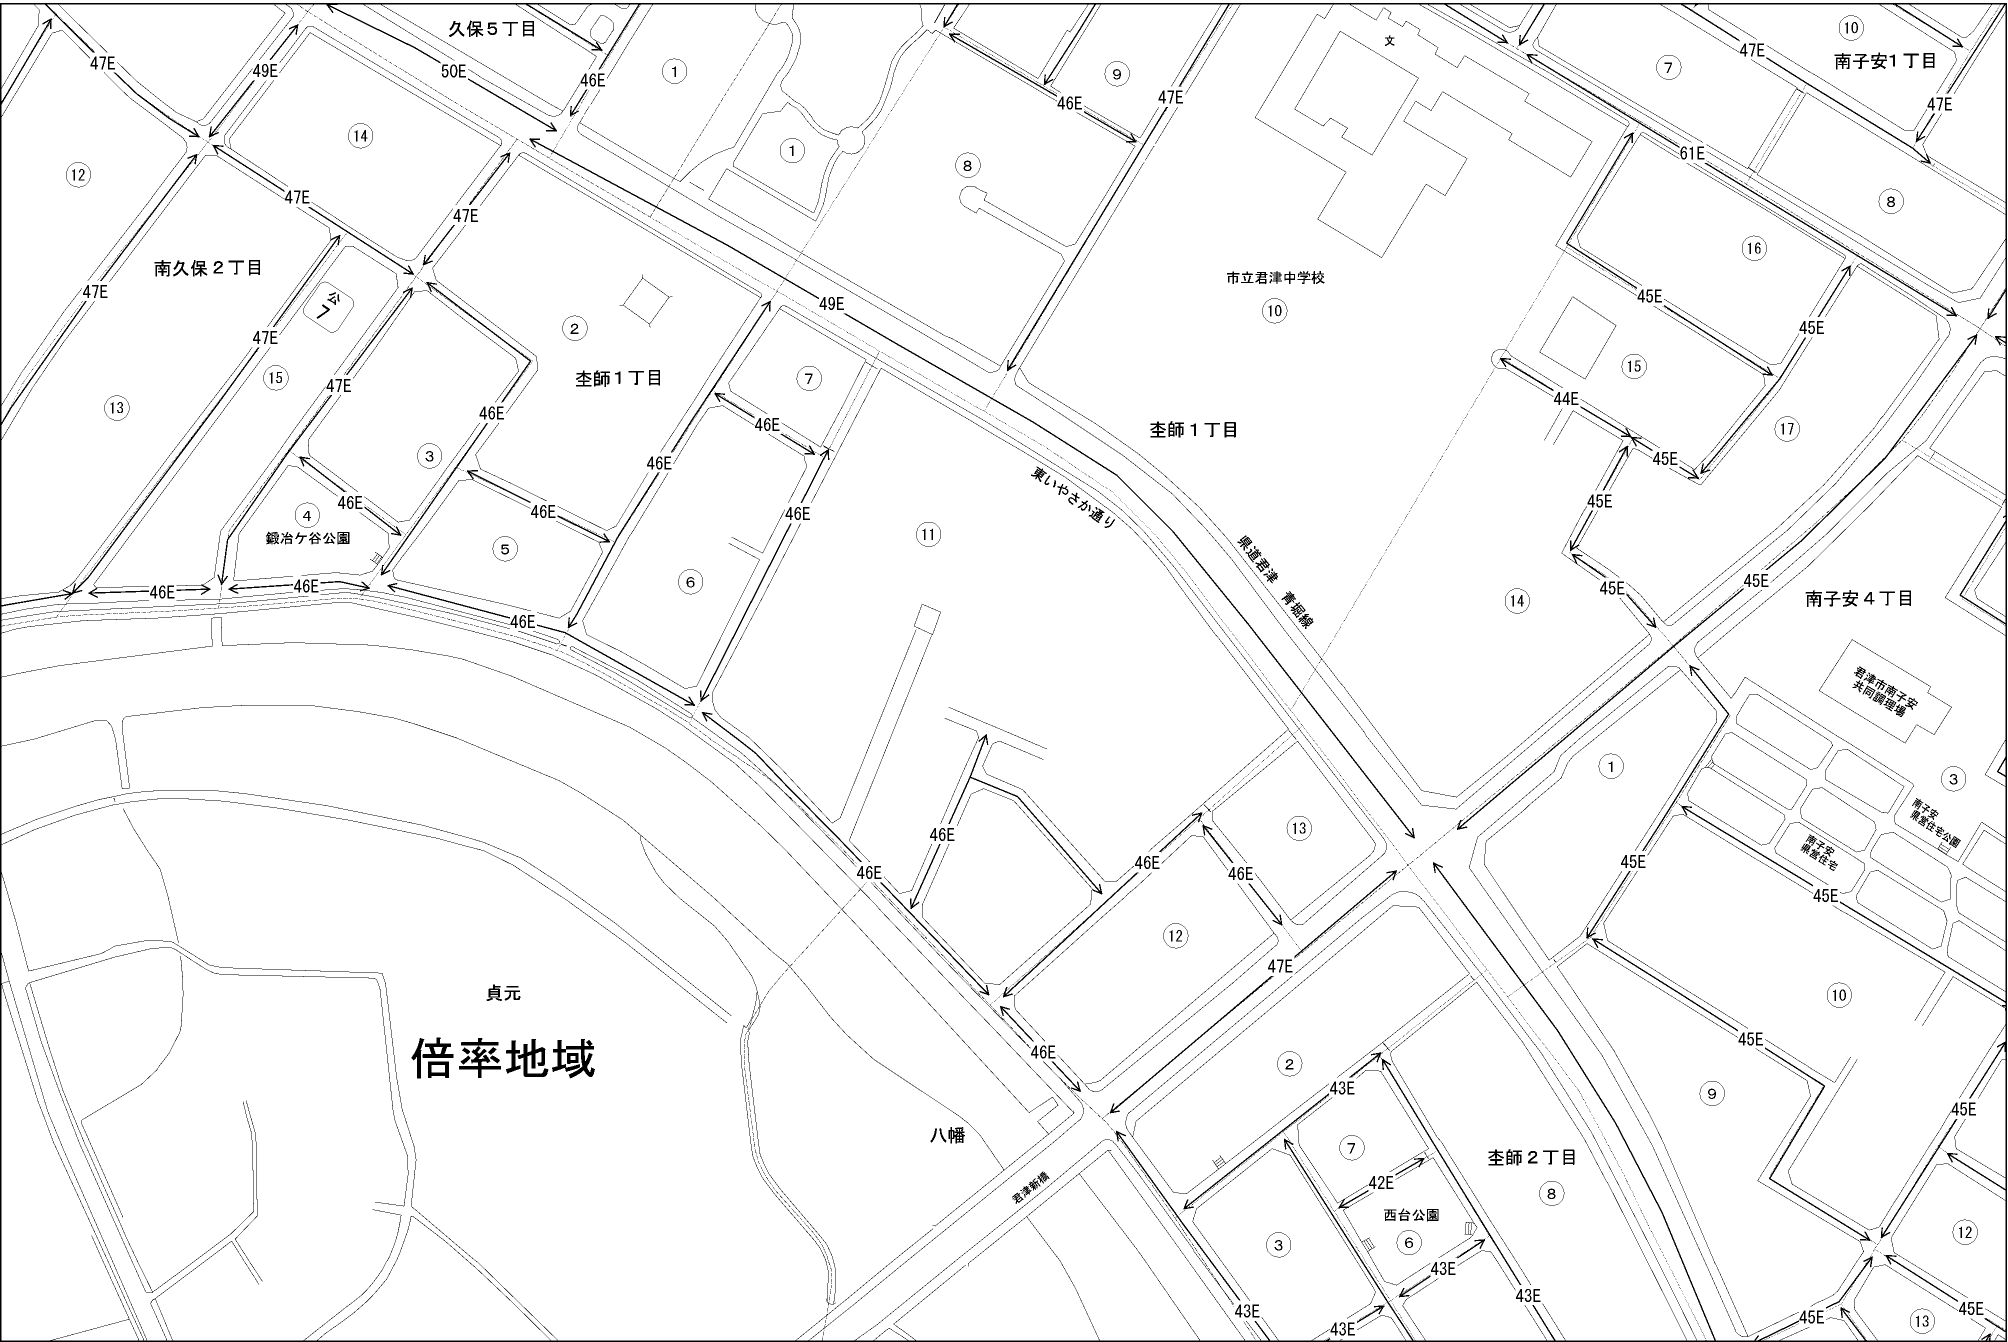 久保５丁目
⑩
南子安１丁目
47E
49E
50E
46E
①
⑨
46E
47E
文
⑦
47E
47E
⑭
①
⑧
61E
⑫
47E
47E
⑧
⑯
南久保２丁目
公
７
47E
47E
②
49E
市立君津中学校
⑩
45E
45E
⑬
⑮
47E
杢師１丁目
⑦
⑮
44E
46E
46E
杢師１丁目
⑰
③
46E
45E
東いやさか通り
45E
46E
④
鍛冶ケ谷公園
46E
46E
⑤
⑪
県道君津
青堀線
46E
46E
46E
⑥
45E
45E
⑭
南子安４丁目
46E
君津市南子安
共同調理場
①
③
南子安
県営住宅公園
南子安
県営住宅
46E
⑬
46E
46E
46E
45E
45E
⑫
47E
貞元
倍率地域
⑩
46E
45E
②
43E
⑨
八幡
45E
君津新橋
⑦
42E
杢師２丁目
⑧
西台公園
⑥
③
⑫
43E
43E
43E
43E
45E
45E
⑬